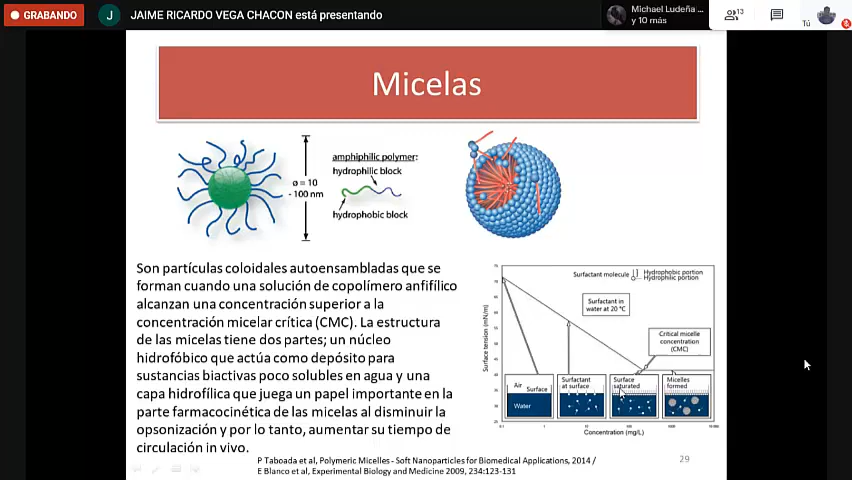 GRABANDO
J
JAIME RICARDO VEGA CHACON está presentando
Michael Ludeña ...
y 10 más
13
Tú
Micelas
ø = 10
- 100 nm
amphiphilic polymer:
hydrophilic block
hydrophobic block
Son partículas coloidales autoensambladas que se
forman cuando una solución de copolímero anfifílico
alcanzan una concentración superior a la
concentración micelar crítica (CMC). La estructura
de las micelas tiene dos partes; un núcleo
hidrofóbico que actúa como depósito para
sustancias biactivas poco solubles en agua y una
capa hidrofílica que juega un papel importante en la
parte farmacocinética de las micelas al disminuir la
opsonización y por lo tanto, aumentar su tiempo de
circulación in vivo.
Surfactant molecule
Hydrophobic portion
Hydrophilic portion
Surfactant in
water at 20 °C
Critical micelle
concentration
(CMC)
Surface tension (mN/m)
Air
Surface
Water
Surfactant
at surface
Surface
saturated
Micelles
formed
Concentration (mg/L)
P Taboada et al, Polymeric Micelles - Soft Nanoparticles for Biomedical Applications, 2014 /
E Blanco et al, Experimental Biology and Medicine 2009, 234:123-131
29